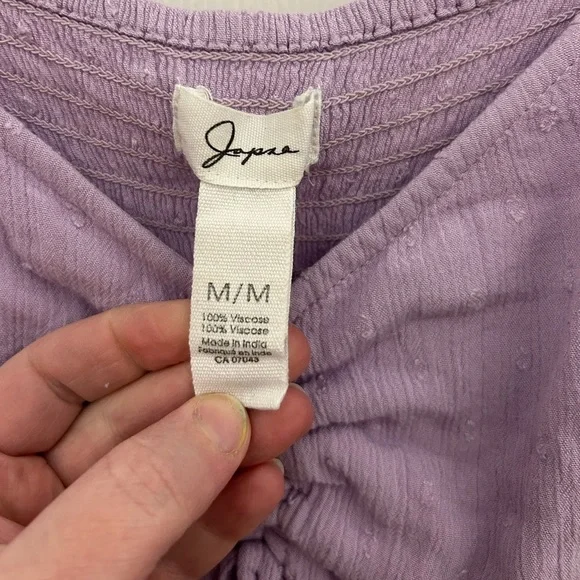 Japna
M/M
100% Viscose
100% Viscose
Made in India
Fabriqué en Inde
CA 07043